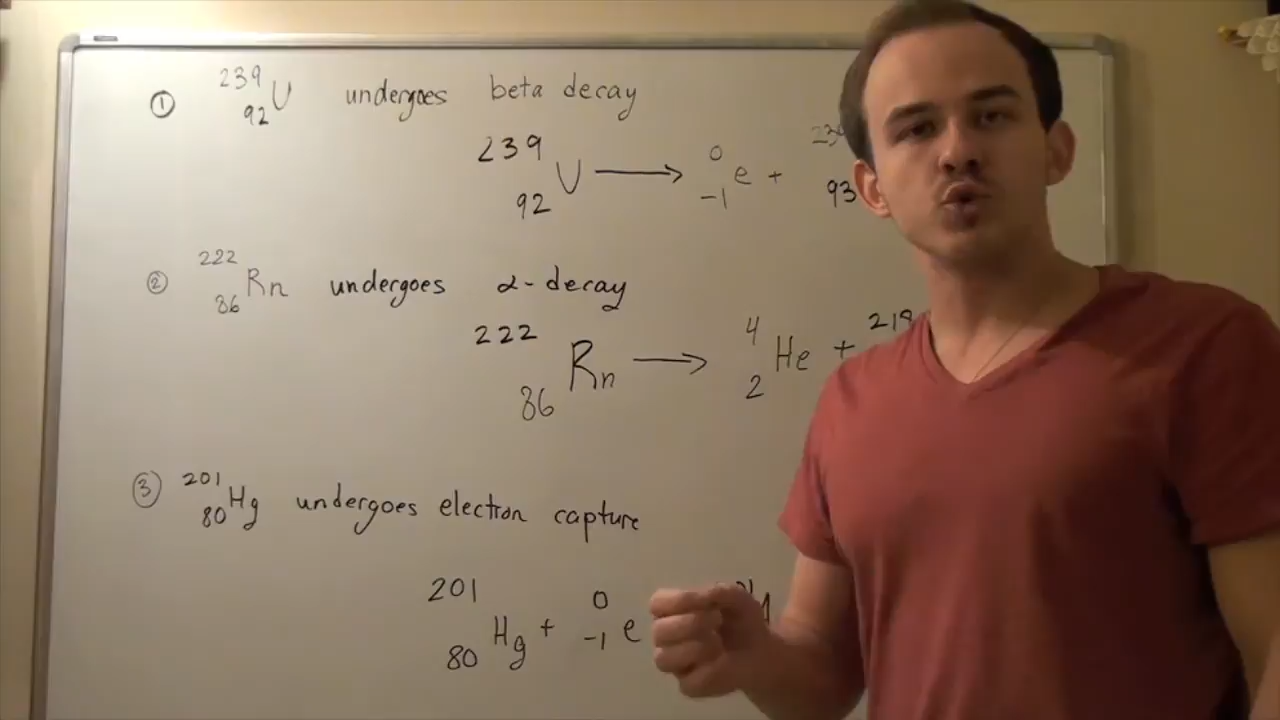 ① ²³⁹₉₂U undergoes beta decay
²³⁹₉₂U ⟶ ⁰₋₁e + 93
② ²²²₈₆Rn undergoes α-decay
²²²₈₆Rn ⟶ ⁴₂He + 218
③ ²⁰¹₈₀Hg undergoes electron capture
²⁰¹₈₀Hg + ⁰₋₁e